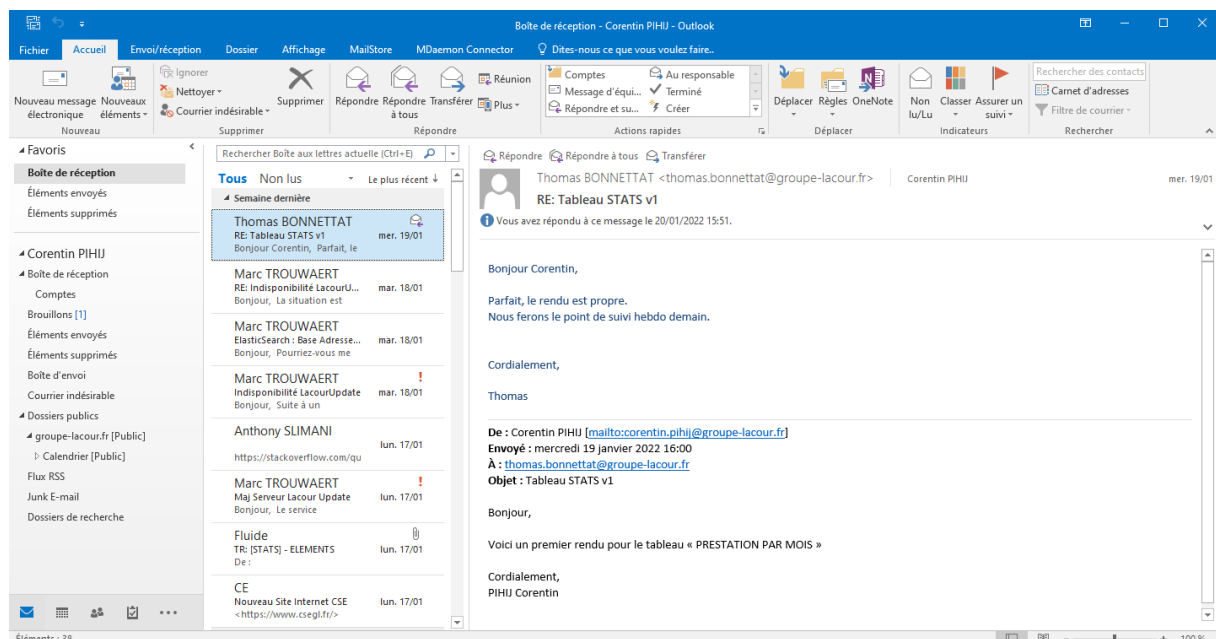 Boîte de réception - Corentin PIHIJ - Outlook
Fichier Accueil Envoi/réception Dossier Affichage MailStore MDaemon Connector Dites-nous ce que vous voulez faire..
Nouveau message électronique
Nouveaux éléments
Nouveau
Ignorer
Nettoyer
Courrier indésirable
Supprimer
Supprimer
Répondre
Répondre à tous
Transférer
Réunion
Plus
Répondre
Comptes
Message d'équi...
Répondre et su...
Au responsable
Terminé
Créer
Actions rapides
Déplacer
Règles
OneNote
Déplacer
Non lu/Lu
Classer
Assurer un suivi
Indicateurs
Rechercher des contacts
Carnet d'adresses
Filtre de courrier
Rechercher
Favoris
Boîte de réception
Éléments envoyés
Éléments supprimés
Corentin PIHIJ
Boîte de réception
Comptes
Brouillons [1]
Éléments envoyés
Éléments supprimés
Boîte d'envoi
Courrier indésirable
Dossiers publics
groupe-lacour.fr [Public]
Calendrier [Public]
Flux RSS
Junk E-mail
Dossiers de recherche
Rechercher Boîte aux lettres actuelle (Ctrl+E)
Tous Non lus Le plus récent ↓
Semaine dernière
Thomas BONNETTAT
RE: Tableau STATS v1 mer. 19/01
Bonjour Corentin, Parfait, le
Marc TROUWAERT
RE: Indisponibilité LacourU... mar. 18/01
Bonjour, La situation est
Marc TROUWAERT
ElasticSearch : Base Adresse... mar. 18/01
Bonjour, Pourriez-vous me
Marc TROUWAERT !
Indisponibilité LacourUpdate mar. 18/01
Bonjour, Suite à un
Anthony SLIMANI
lun. 17/01
https://stackoverflow.com/qu
Marc TROUWAERT !
Maj Serveur Lacour Update lun. 17/01
Bonjour, Le service
Fluide
TR: [STATS] - ELEMENTS lun. 17/01
De :
CE
Nouveau Site Internet CSE lun. 17/01
<https://www.csegl.fr/>
Répondre Répondre à tous Transférer
Thomas BONNETTAT <thomas.bonnettat@groupe-lacour.fr> Corentin PIHIJ mer. 19/01
RE: Tableau STATS v1
Vous avez répondu à ce message le 20/01/2022 15:51.
Bonjour Corentin,
Parfait, le rendu est propre.
Nous ferons le point de suivi hebdo demain.
Cordialement,
Thomas
De : Corentin PIHIJ [mailto:corentin.pihij@groupe-lacour.fr]
Envoyé : mercredi 19 janvier 2022 16:00
À : thomas.bonnettat@groupe-lacour.fr
Objet : Tableau STATS v1
Bonjour,
Voici un premier rendu pour le tableau « PRESTATION PAR MOIS »
Cordialement,
PIHIJ Corentin
Éléments : 38
100 %